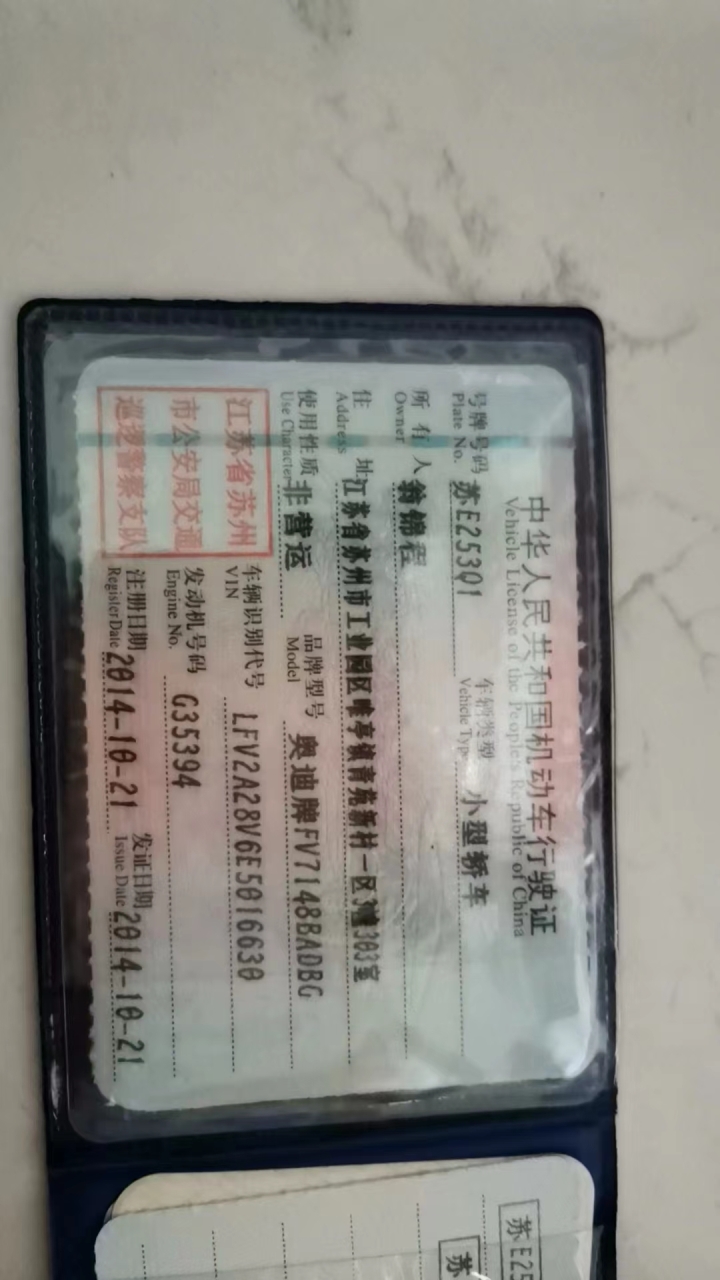 中华人民共和国机动车行驶证
Vehicle License of the People's Republic of China
号牌号码 苏E253Q1 车辆类型 小型轿车
Plate No. Vehicle Type
所有人 翁锦程
Owner
住址 江苏省苏州市工业园区唯亭镇青苑新村一区3幢303室
Address
使用性质 非营运 品牌型号 奥迪牌FV7148BADBG
Use Character Model
江苏省苏州
市公安局交通
巡逻警察支队
车辆识别代号 LFV2A28V6E5016630
VIN
发动机号码 G35394
Engine No.
注册日期 2014-10-21 发证日期 2014-10-21
Register Date Issue Date
苏E25
苏